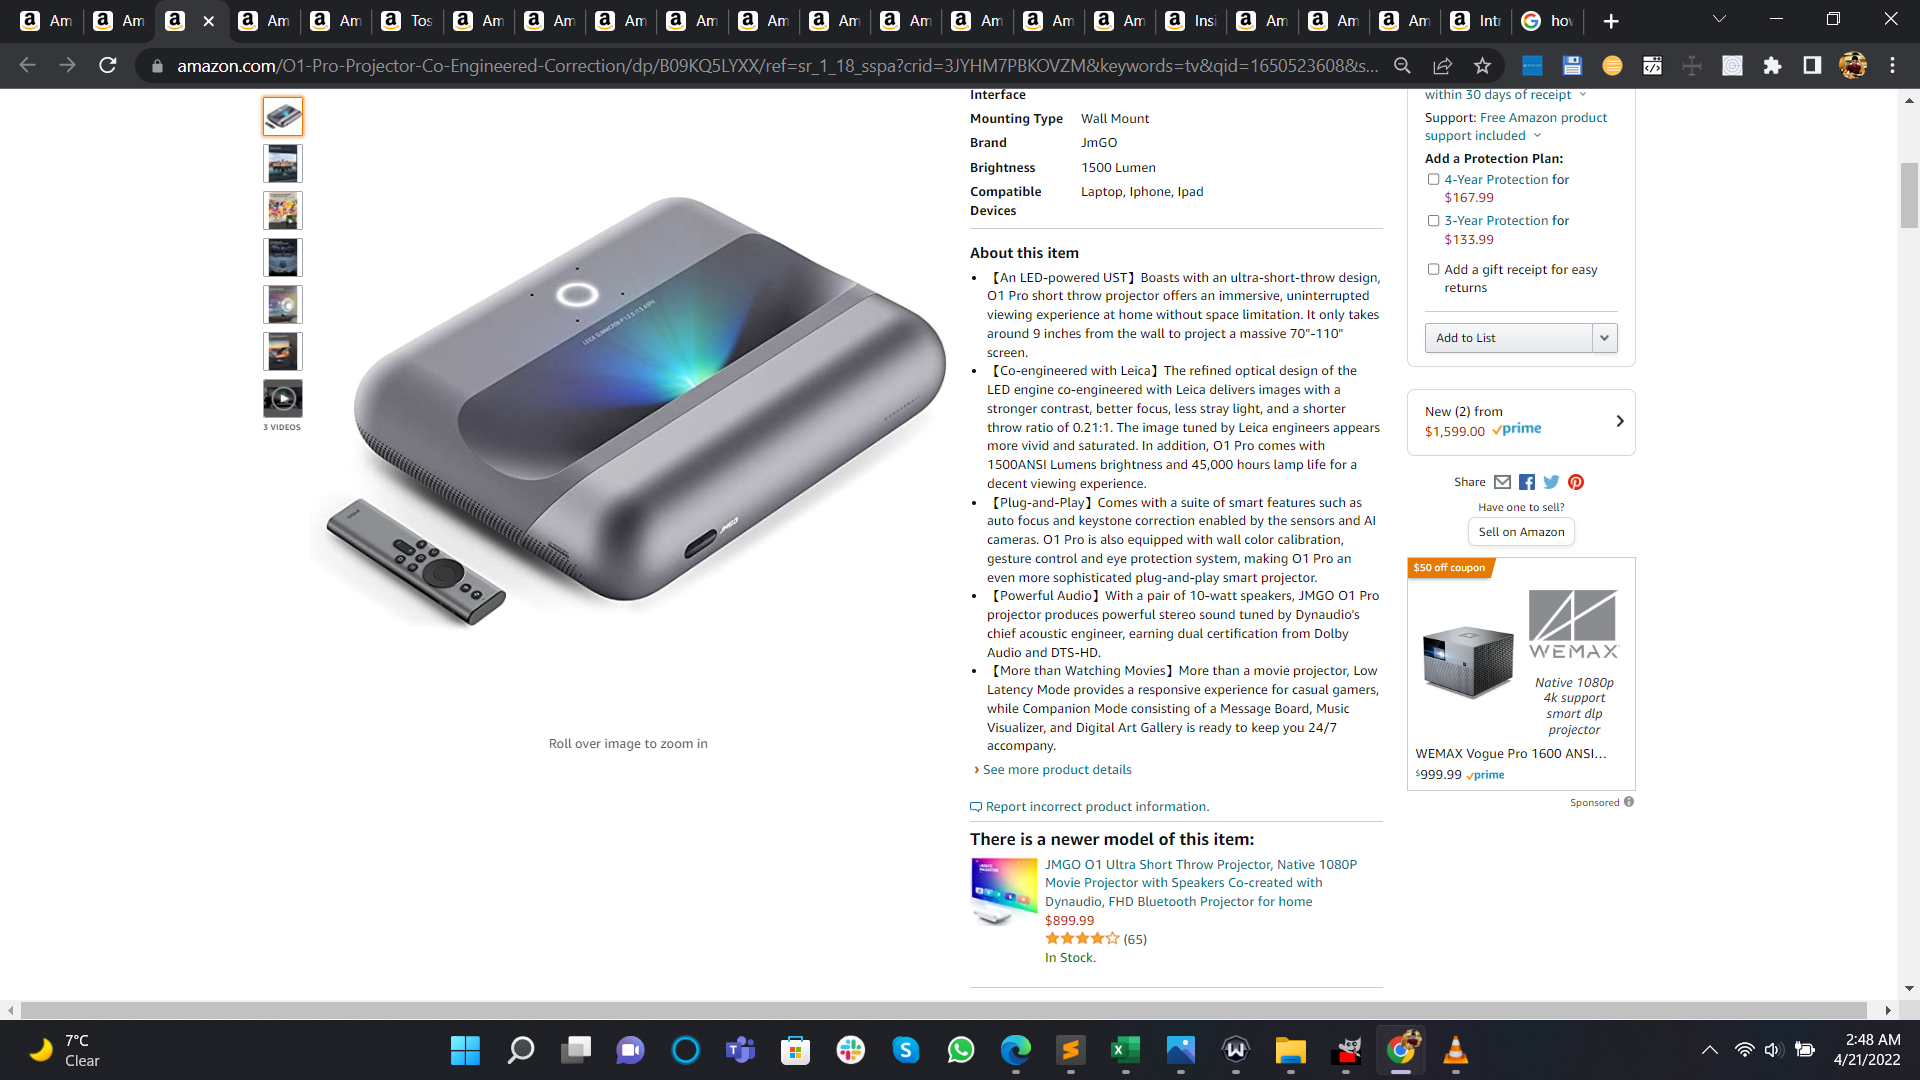 Am
Am
Am
Am
Tos
Am
Am
Am
Am
Am
Am
Am
Am
Am
Am
Insi
Am
Am
Am
Intr
how
amazon.com/O1-Pro-Projector-Co-Engineered-Correction/dp/B09KQ5LYXX/ref=sr_1_18_sspa?crid=3JYHM7PBKOVZM&keywords=tv&qid=1650523608&s...
3 VIDEOS
LEICA SUMMICRON-P 1:2.0 /1.5 ASPH.
JMGO
Roll over image to zoom in
Interface
Mounting Type Wall Mount
Brand JmGO
Brightness 1500 Lumen
Compatible Laptop, Iphone, Ipad
Devices
About this item
• 【An LED-powered UST】Boasts with an ultra-short-throw design,
O1 Pro short throw projector offers an immersive, uninterrupted
viewing experience at home without space limitation. It only takes
around 9 inches from the wall to project a massive 70"-110"
screen.
• 【Co-engineered with Leica】The refined optical design of the
LED engine co-engineered with Leica delivers images with a
stronger contrast, better focus, less stray light, and a shorter
throw ratio of 0.21:1. The image tuned by Leica engineers appears
more vivid and saturated. In addition, O1 Pro comes with
1500ANSI Lumens brightness and 45,000 hours lamp life for a
decent viewing experience.
• 【Plug-and-Play】Comes with a suite of smart features such as
auto focus and keystone correction enabled by the sensors and AI
cameras. O1 Pro is also equipped with wall color calibration,
gesture control and eye protection system, making O1 Pro an
even more sophisticated plug-and-play smart projector.
• 【Powerful Audio】With a pair of 10-watt speakers, JMGO O1 Pro
projector produces powerful stereo sound tuned by Dynaudio's
chief acoustic engineer, earning dual certification from Dolby
Audio and DTS-HD.
• 【More than Watching Movies】More than a movie projector, Low
Latency Mode provides a responsive experience for casual gamers,
while Companion Mode consisting of a Message Board, Music
Visualizer, and Digital Art Gallery is ready to keep you 24/7
accompany.
› See more product details
Report incorrect product information.
There is a newer model of this item:
JMGO O1 Ultra Short Throw Projector, Native 1080P
Movie Projector with Speakers Co-created with
Dynaudio, FHD Bluetooth Projector for home
$899.99
(65)
In Stock.
within 30 days of receipt
Support: Free Amazon product
support included
Add a Protection Plan:
4-Year Protection for
$167.99
3-Year Protection for
$133.99
Add a gift receipt for easy
returns
Add to List
New (2) from
$1,599.00 prime
Share
Have one to sell?
Sell on Amazon
$50 off coupon
WEMAX
Native 1080p
4k support
smart dlp
projector
WEMAX Vogue Pro 1600 ANSI...
$999.99 prime
Sponsored
7°C
Clear
2:48 AM
4/21/2022